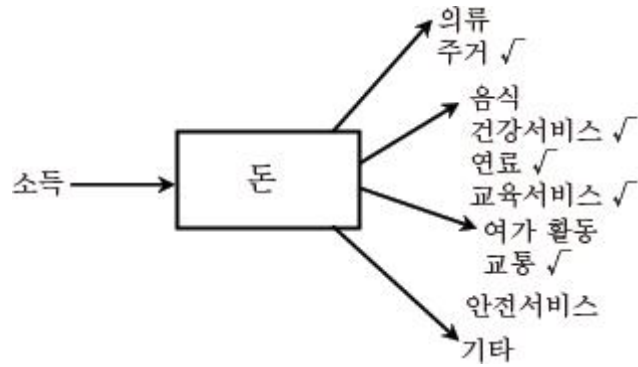 의류
주거 √
음식
건강서비스 √
연료 √
교육서비스 √
여가 활동
교통 √
안전서비스
기타
소득
돈